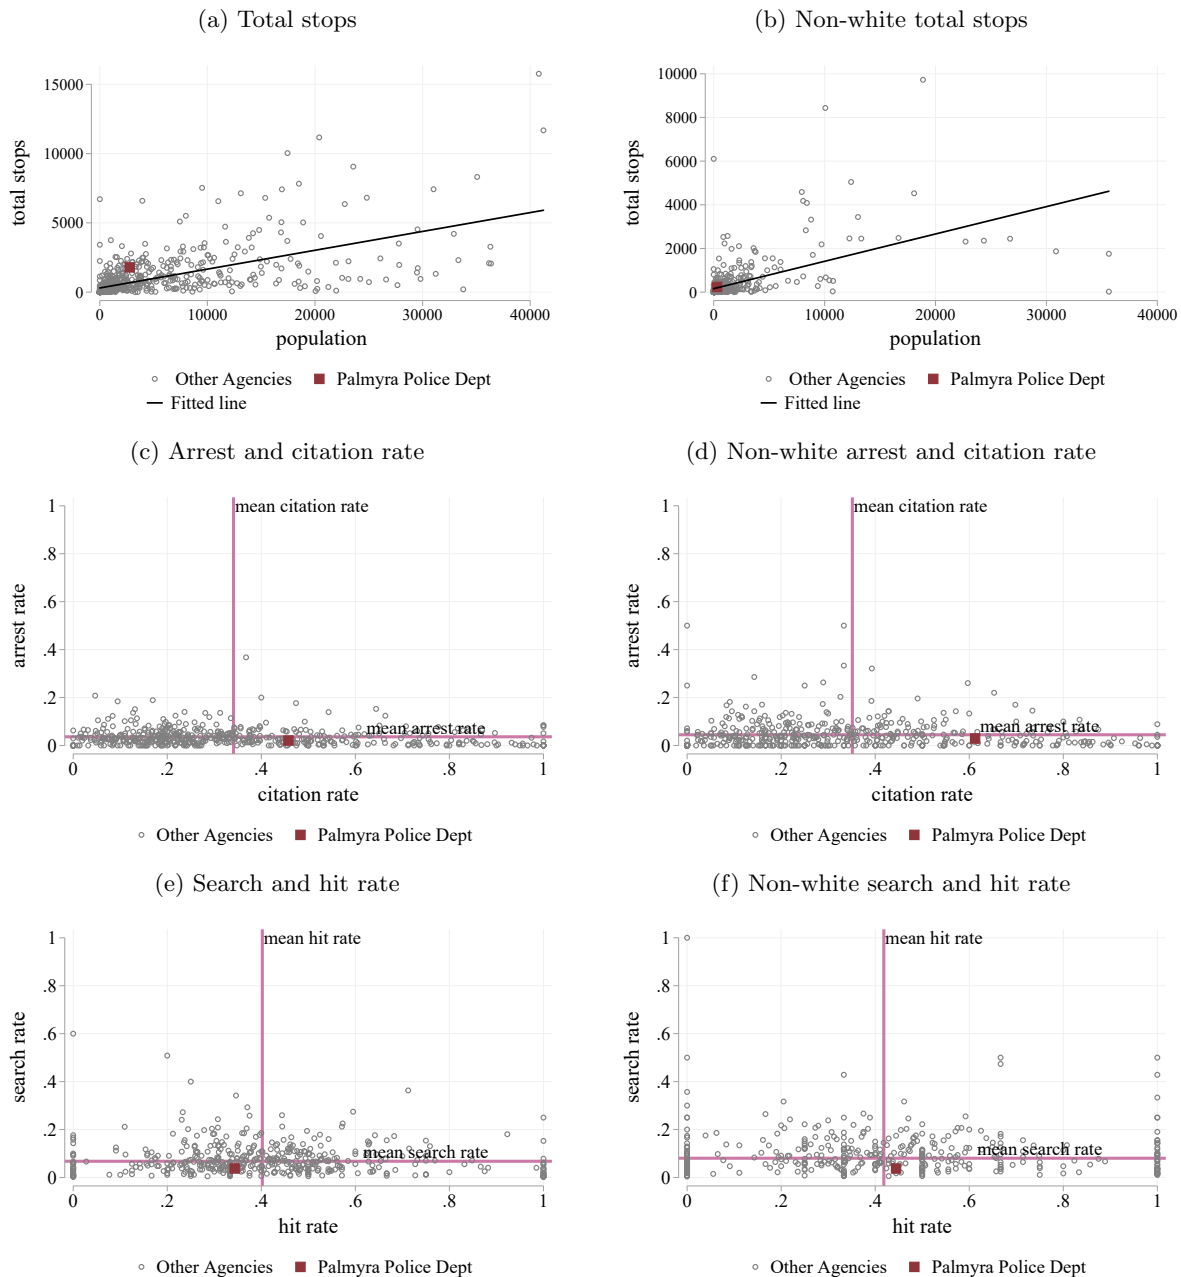 (a) Total stops
(b) Non-white total stops
total stops
15000
10000
5000
0
0 10000 20000 30000 40000
population
Other Agencies Palmyra Police Dept
Fitted line
total stops
10000
8000
6000
4000
2000
0
0 10000 20000 30000 40000
population
Other Agencies Palmyra Police Dept
Fitted line
(c) Arrest and citation rate
(d) Non-white arrest and citation rate
arrest rate
1
.8
.6
.4
.2
0
mean citation rate
mean arrest rate
0 .2 .4 .6 .8 1
citation rate
Other Agencies Palmyra Police Dept
arrest rate
1
.8
.6
.4
.2
0
mean citation rate
mean arrest rate
0 .2 .4 .6 .8 1
citation rate
Other Agencies Palmyra Police Dept
(e) Search and hit rate
(f) Non-white search and hit rate
search rate
1
.8
.6
.4
.2
0
mean hit rate
mean search rate
0 .2 .4 .6 .8 1
hit rate
Other Agencies Palmyra Police Dept
search rate
1
.8
.6
.4
.2
0
mean hit rate
mean search rate
0 .2 .4 .6 .8 1
hit rate
Other Agencies Palmyra Police Dept